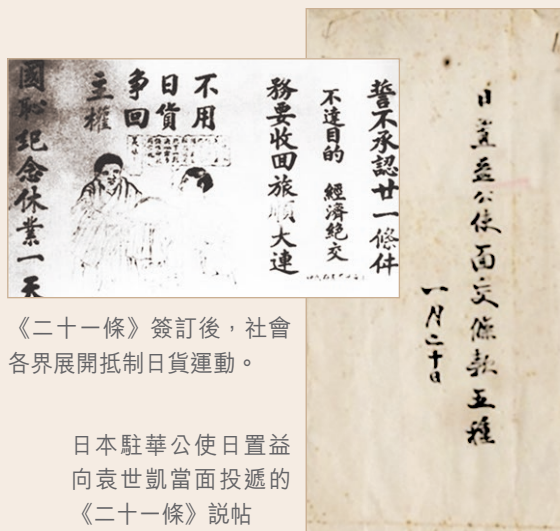 誓不承認廿一條件
不達目的 經濟絶交
務要收回旅順大連
不用
日貨
争回
主權
國恥紀念休業一天
《二十一條》簽訂後，社會
各界展開抵制日貨運動。
日置益公使面交條款五種
一月二十日
日本駐華公使日置益
向袁世凱當面投遞的
《二十一條》説帖